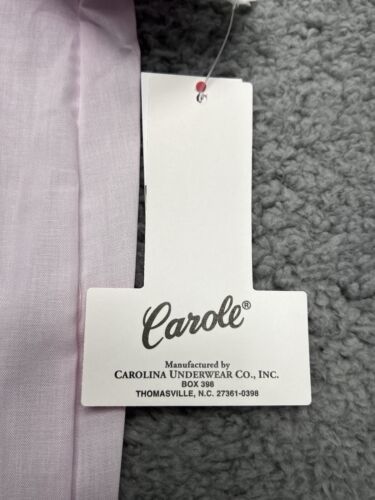 Carole®
Manufactured by
CAROLINA UNDERWEAR CO., INC.
BOX 398
THOMASVILLE, N.C. 27361-0398